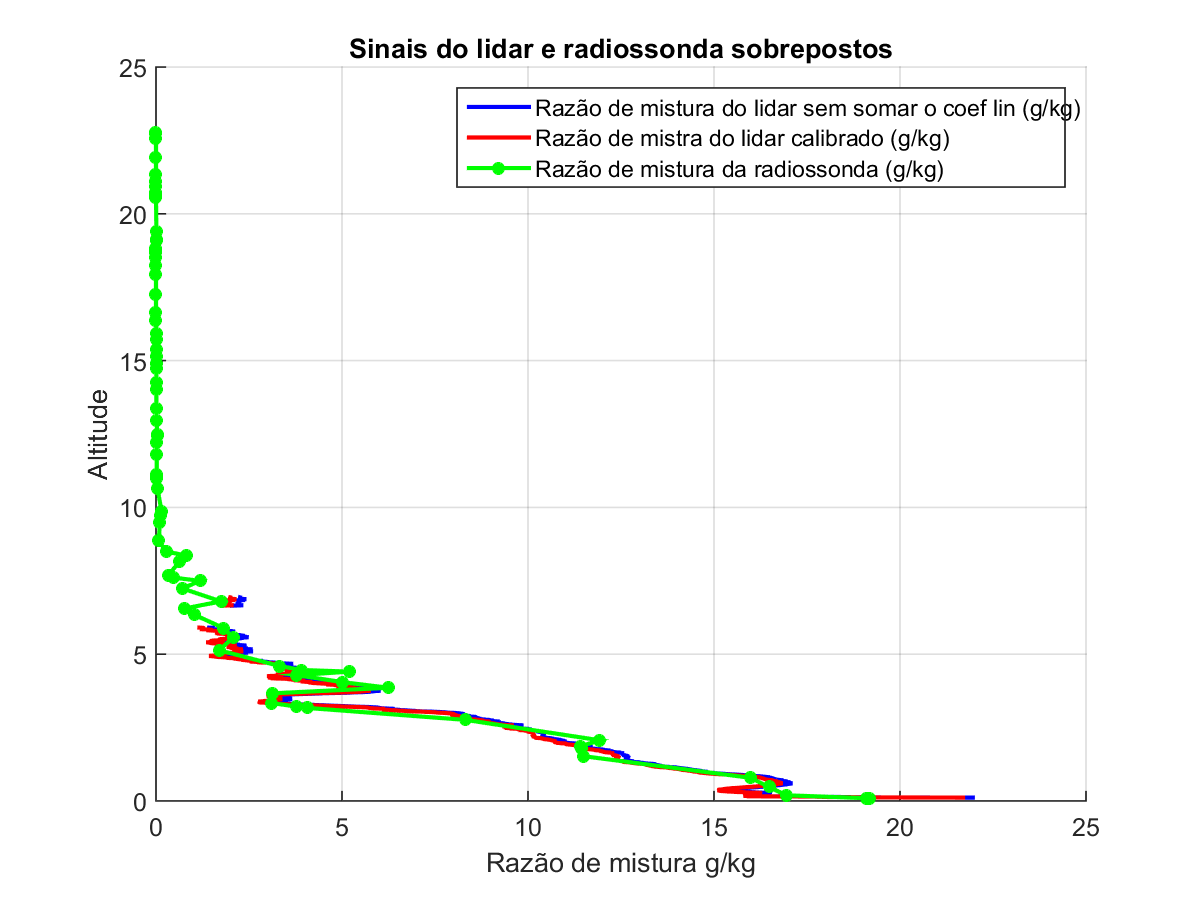 Sinais do lidar e radiossonda sobrepostos
Razão de mistura do lidar sem somar o coef lin (g/kg)
Razão de mistra do lidar calibrado (g/kg)
Razão de mistura da radiossonda (g/kg)
25
20
15
10
5
0
Altitude
0 5 10 15 20 25
Razão de mistura g/kg